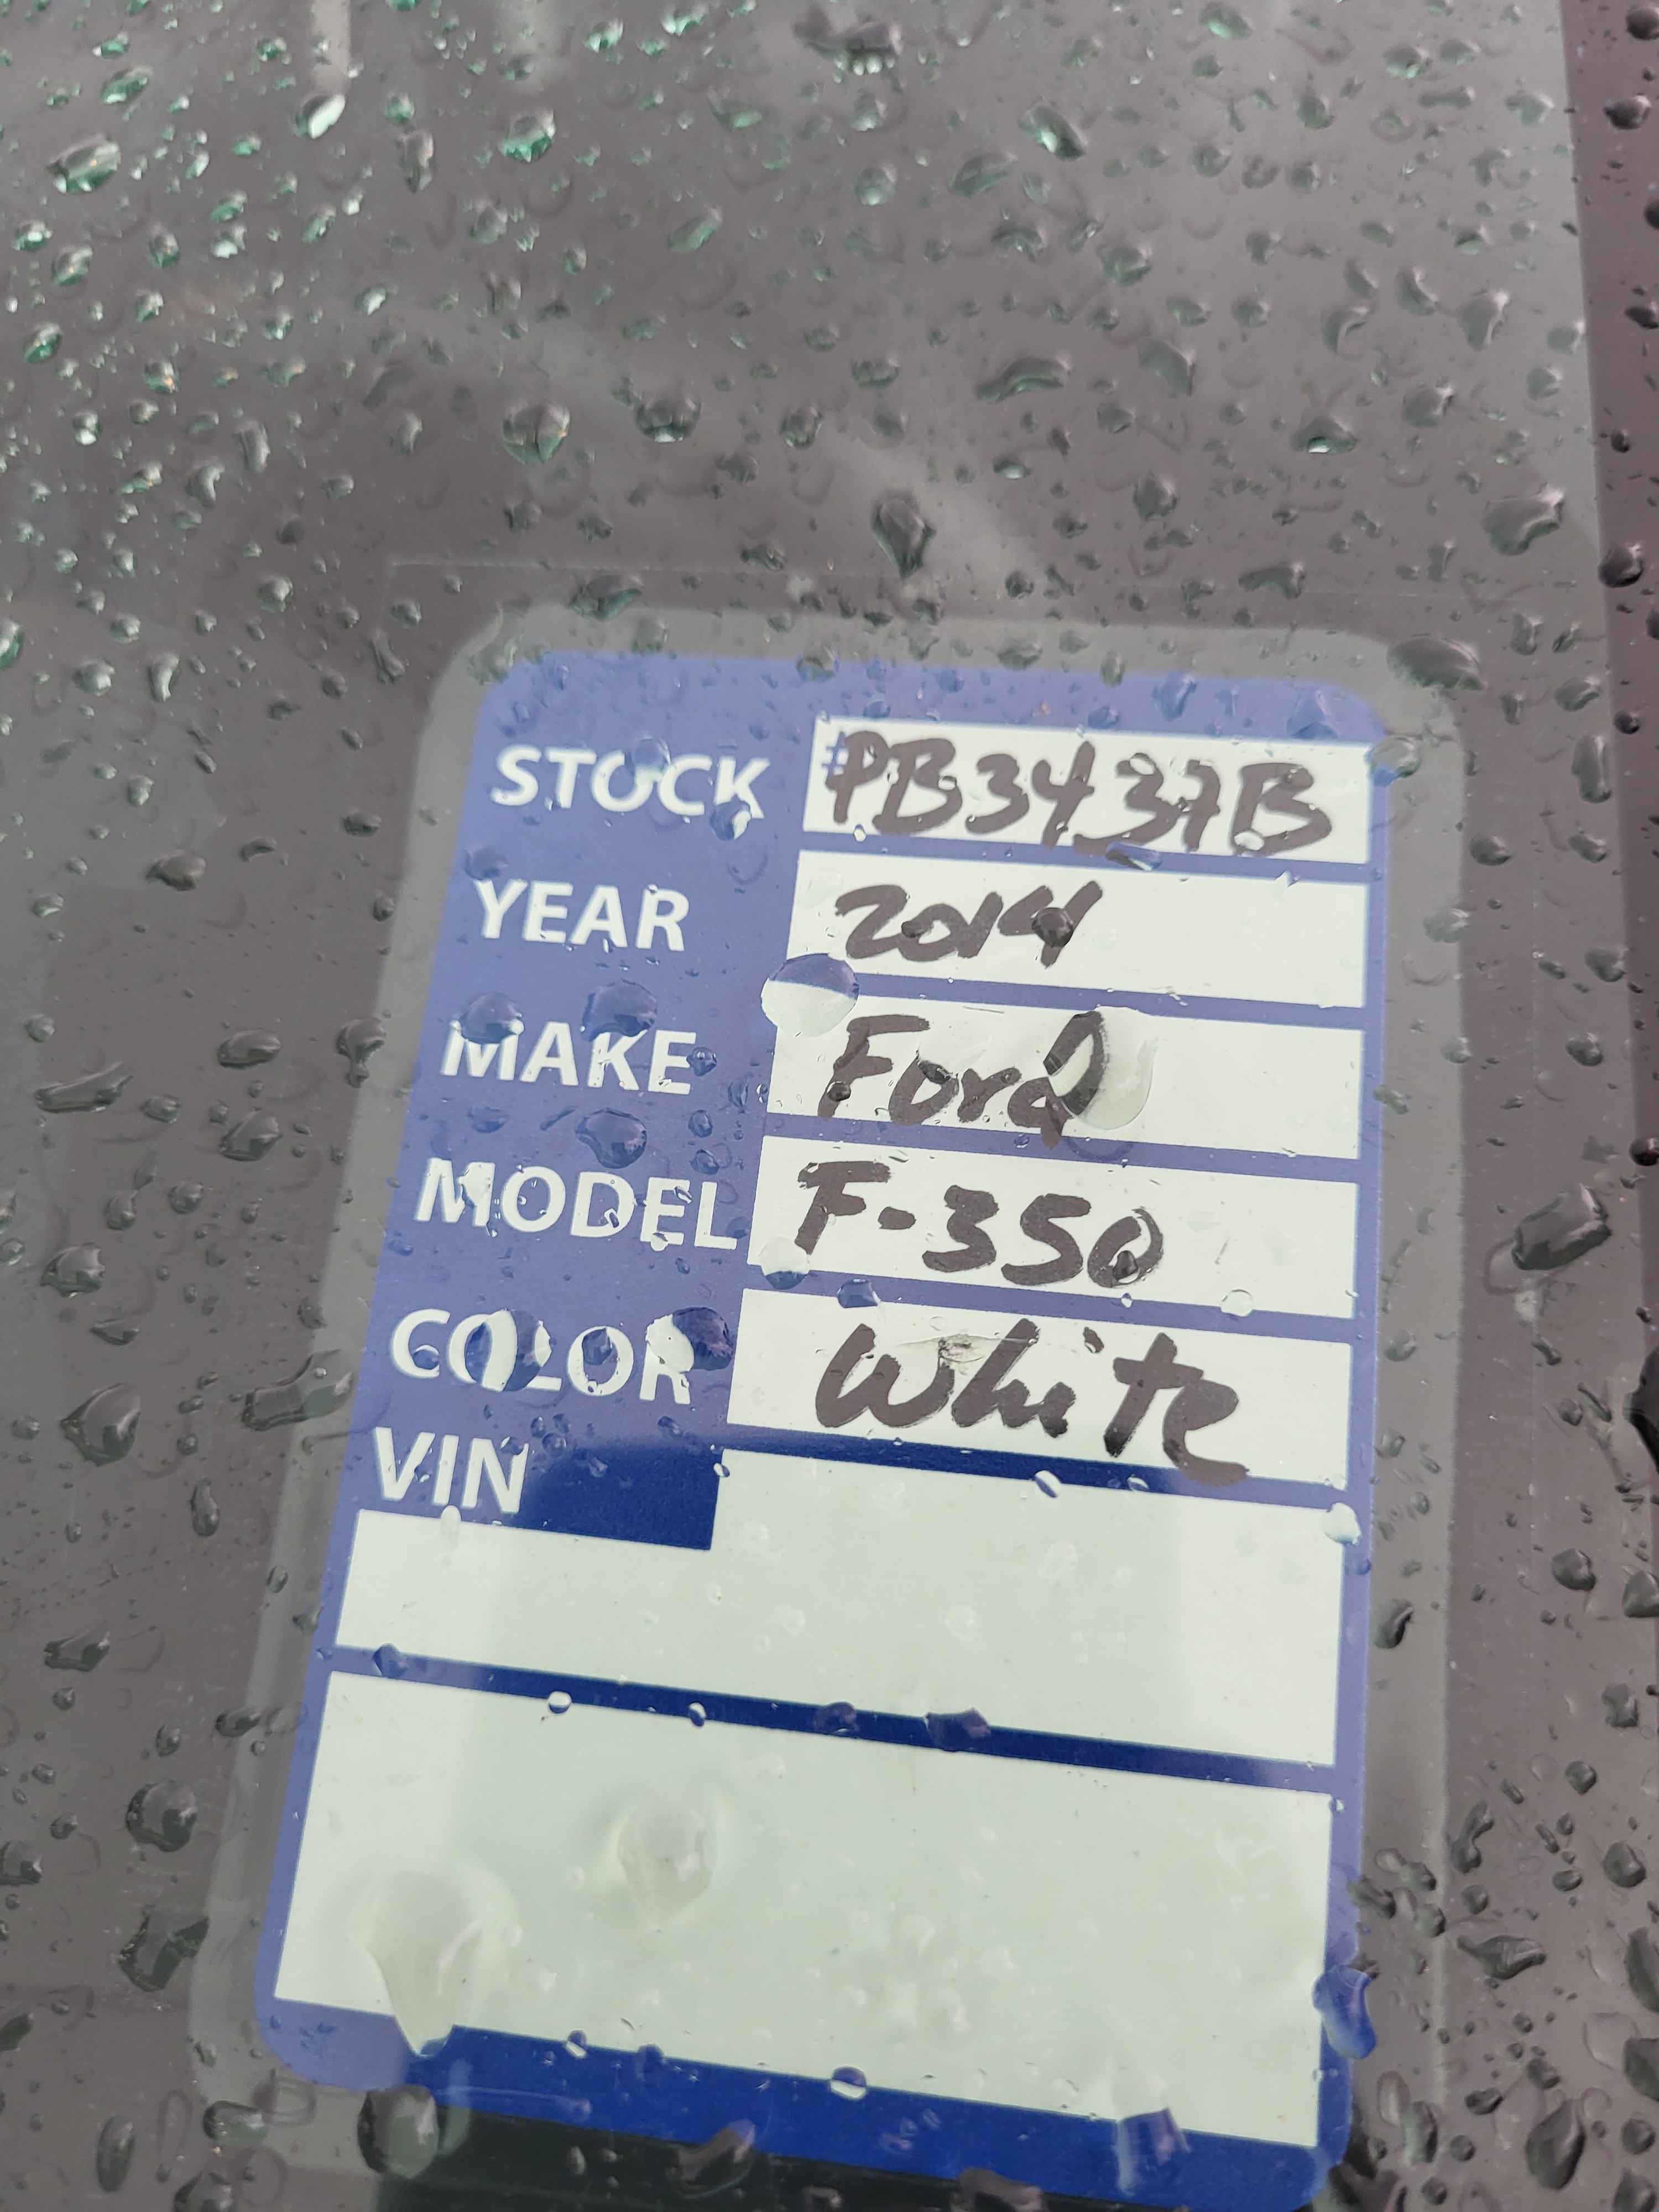 STOCK #PB3437B
YEAR 2014
MAKE Ford
MODEL F-350
COLOR White
VIN